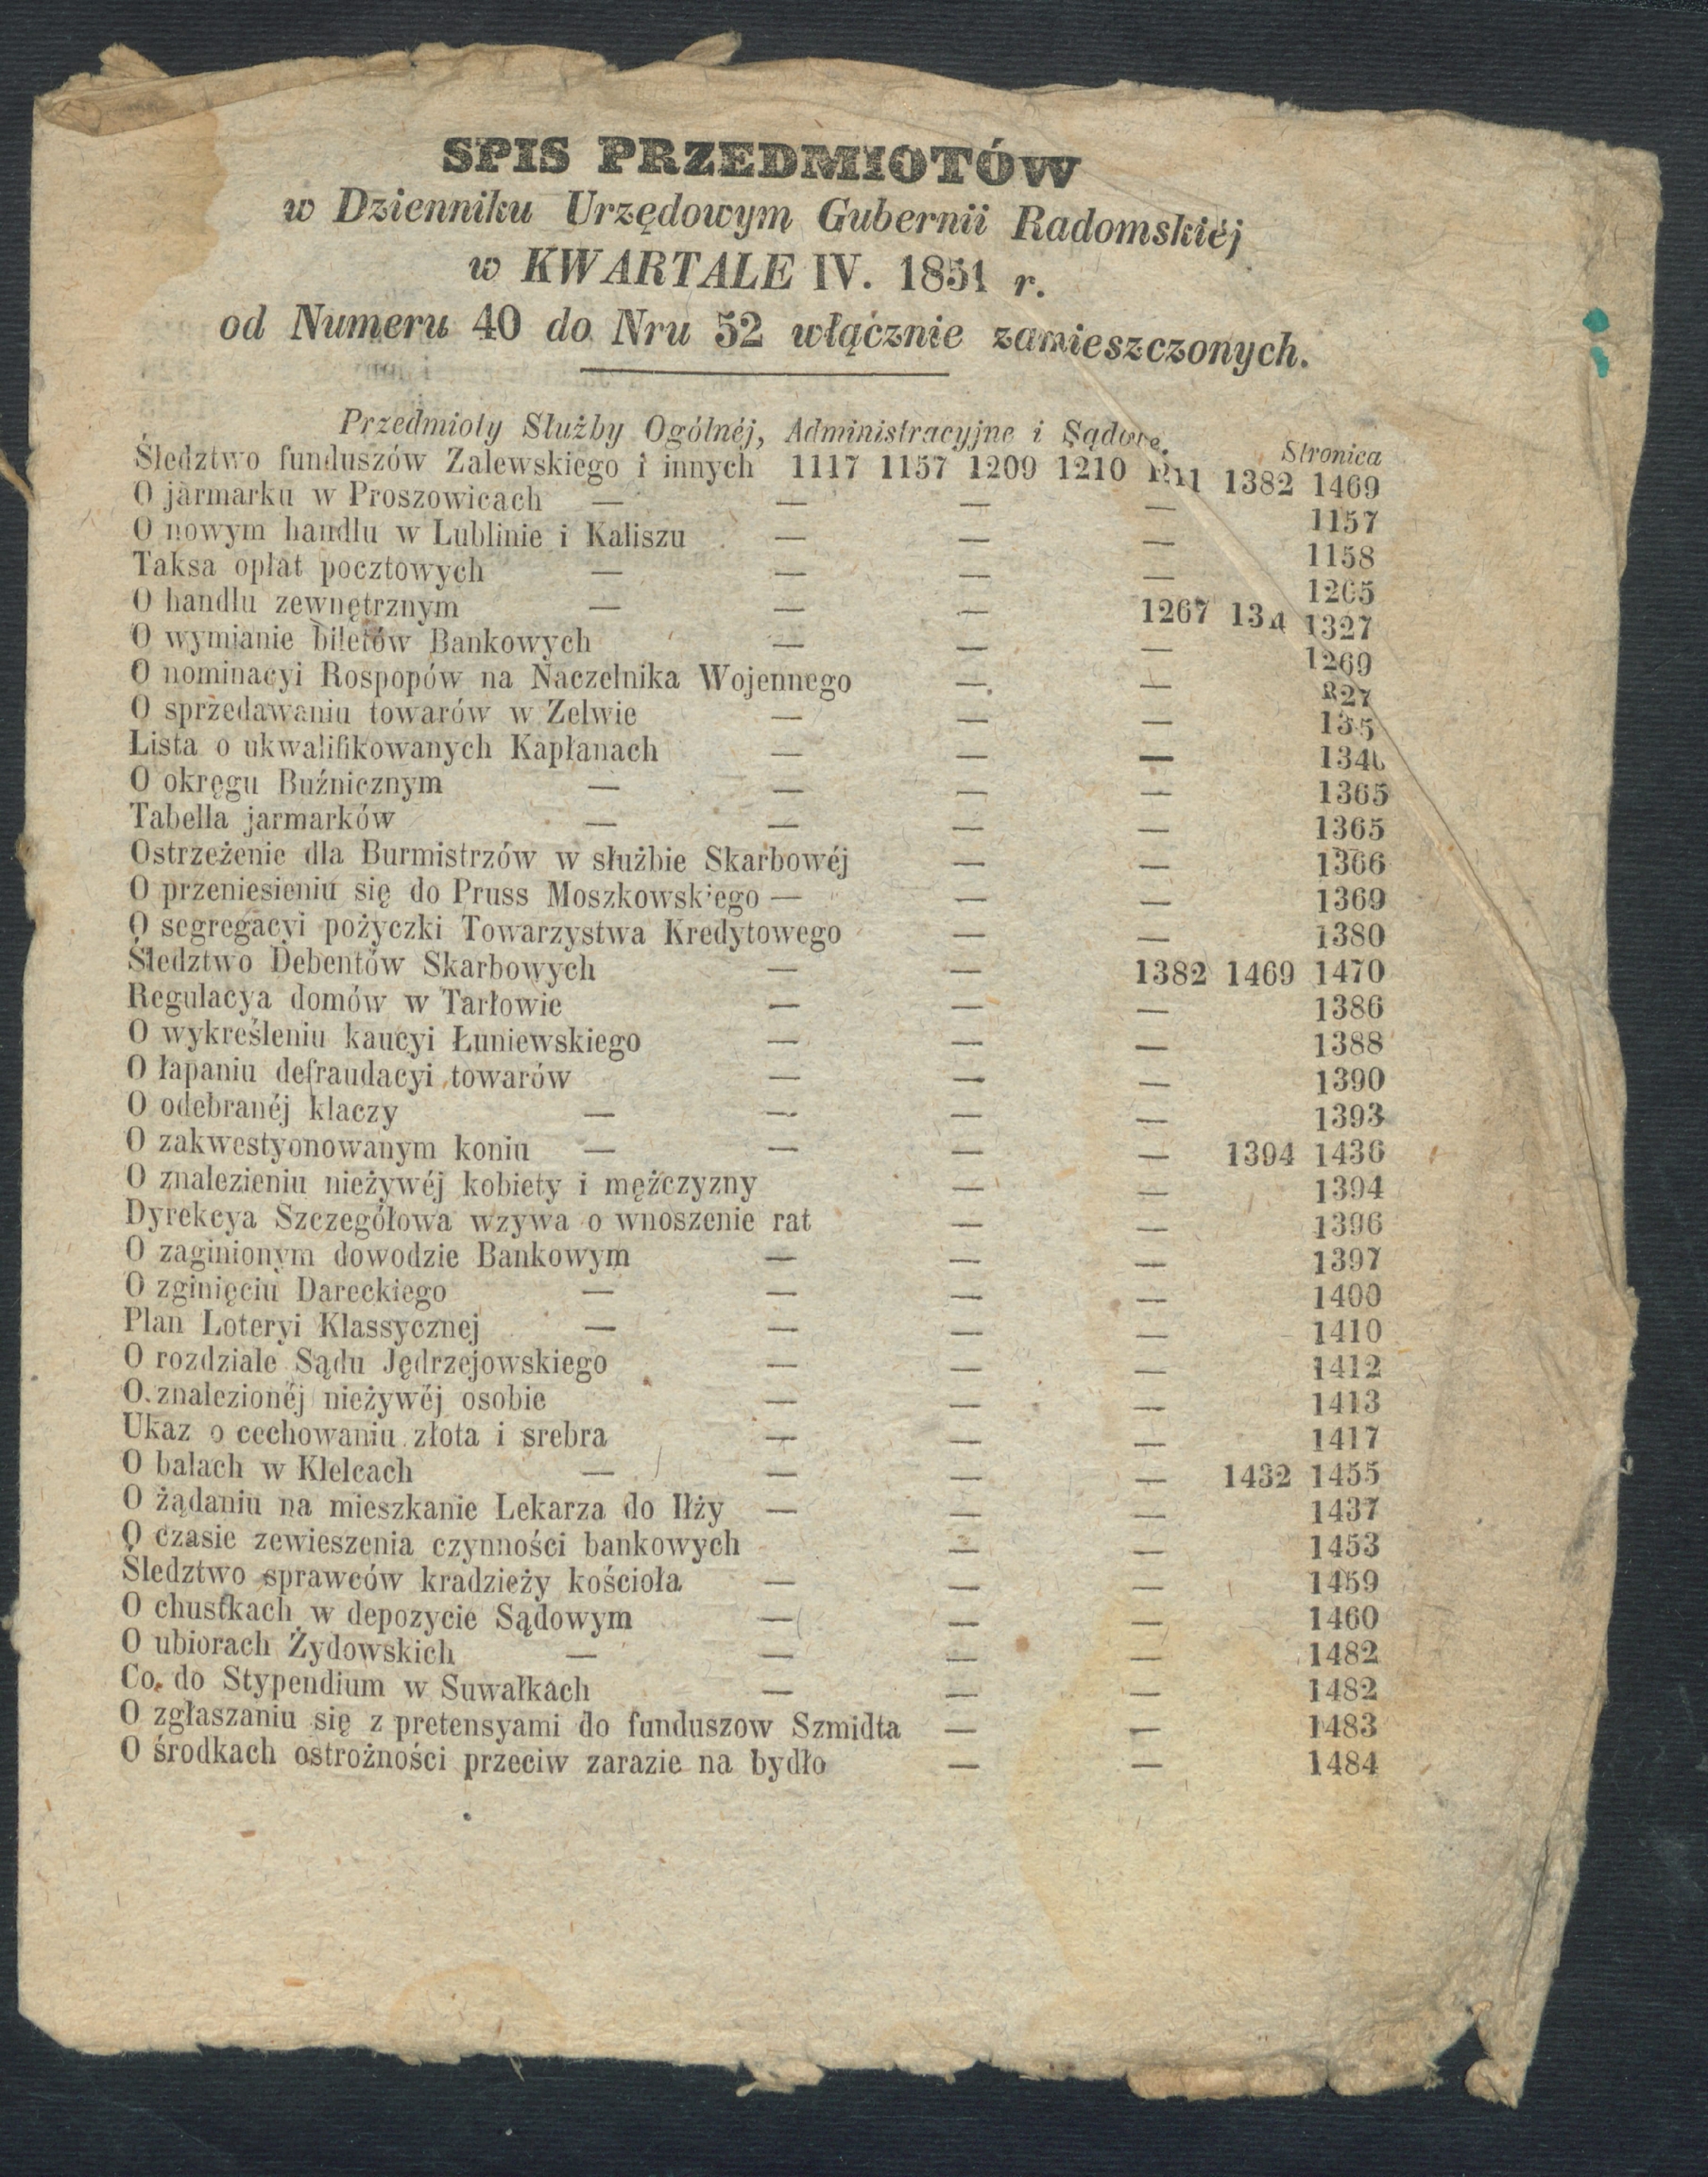 SPIS PRZEDMIOTÓW
w Dzienniku Urzędowym Gubernii Radomskiéj
w KWARTALE IV. 1851 r.
od Numeru 40 do Nru 52 włącznie zamieszczonych.
Przedmioty Służby Ogólnéj, Administracyjne i Stronica
Śledztwo funduszów Zalewskiego i innych 1117 1157 1209 1210 1382 1469
O jarmarku w Proszowicach — — — — 1157
O nowym handlu w Lublinie i Kaliszu — — — 1158
Taksa opłat pocztowych — — — — 1265
O handlu zewnętrznym — — — 1267 1327
O wymianie biletów Bankowych — — — 1269
O nominacyi Rospopów na Naczelnika Wojennego — —
O sprzedawaniu towarów w Zelwie — — —
Lista o ukwalifikowanych Kapłanach — — —
O okręgu Buźnicznym — — — — 1365
Tabella jarmarków — — — — 1365
Ostrzeżenie dla Burmistrzów w służbie Skarbowéj — — 1366
O przeniesieniu się do Pruss Moszkowskiego — — — 1369
O segregacyi pożyczki Towarzystwa Kredytowego — — 1380
Śledztwo Debentów Skarbowych — — 1382 1469 1470
Regulacya domów w Tarłowie — — — 1386
O wykreśleniu kaucyi Łuniewskiego — — — 1388
O łapaniu defraudacyi towarów — — — 1390
O odebranéj klaczy — — — — 1393
O zakwestyonowanym koniu — — — — 1394 1436
O znalezieniu nieżywéj kobiety i mężczyzny — — 1394
Dyrekcya Szczegółowa wzywa o wnoszenie rat — — 1396
O zaginionym dowodzie Bankowym — — — 1397
O zginięciu Dareckiego — — — — 1400
Plan Loteryi Klassycznej — — — — 1410
O rozdziale Sądu Jędrzejowskiego — — — 1412
O znalezionéj nieżywéj osobie — — — 1413
Ukaz o cechowaniu złota i srebra — — — 1417
O balach w Klelcach — — — — 1432 1455
O żądaniu na mieszkanie Lekarza do Iłży — — — 1437
O czasie zewieszenia czynności bankowych — — 1453
Śledztwo sprawców kradzieży kościoła — — — 1459
O chustkach w depozycie Sądowym — — — 1460
O ubiorach Żydowskich — — — — 1482
Co do Stypendium w Suwałkach — — — 1482
O zgłaszaniu się z pretensyami do funduszow Szmidta — — 1483
O środkach ostrożności przeciw zarazie na bydło — — 1484